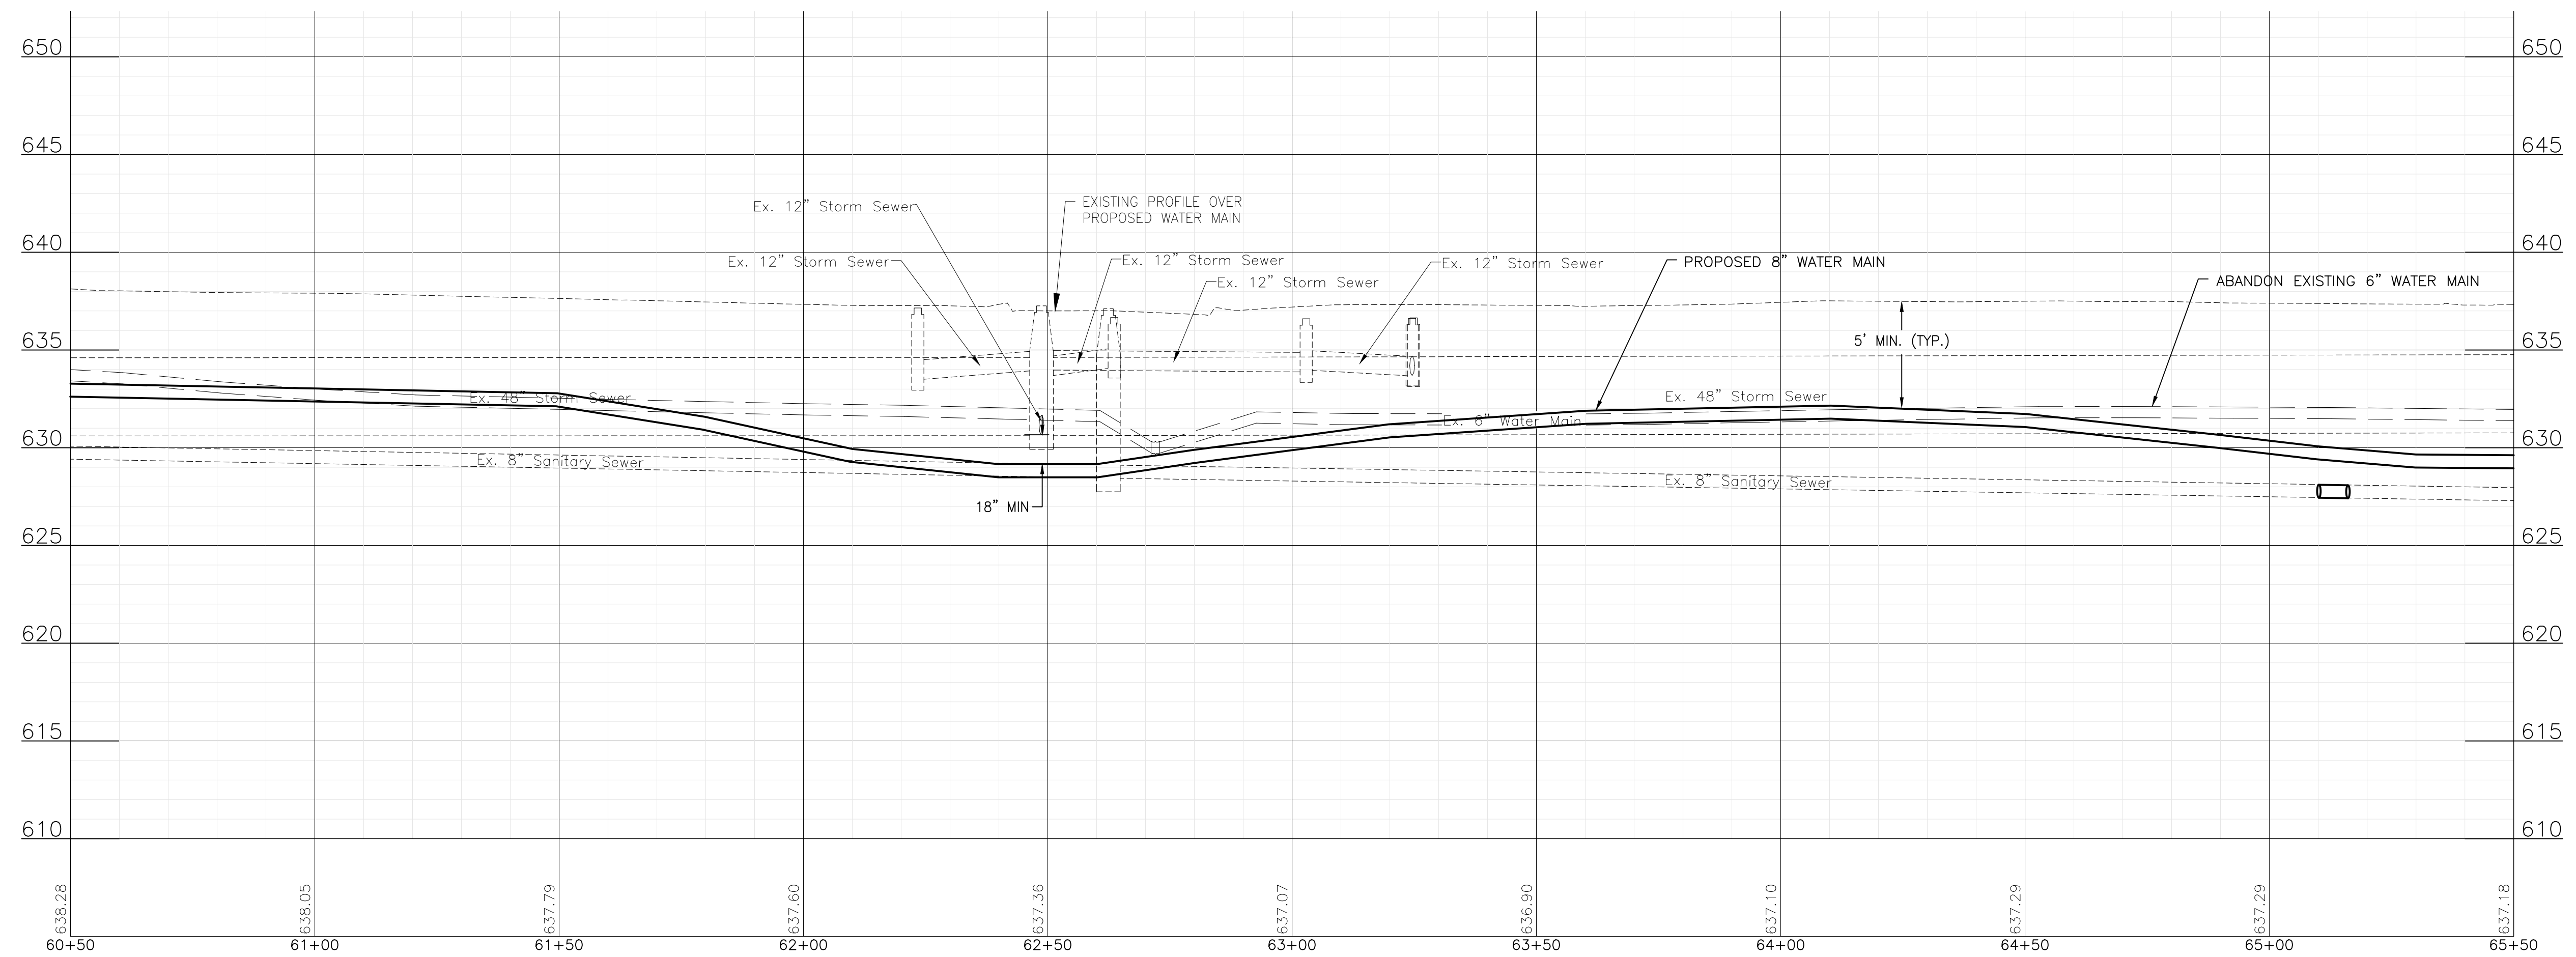 650 650
645 645
Ex. 12" Storm Sewer
EXISTING PROFILE OVER
PROPOSED WATER MAIN
640 640
Ex. 12" Storm Sewer
Ex. 12" Storm Sewer
Ex. 12" Storm Sewer
PROPOSED 8" WATER MAIN
Ex. 12" Storm Sewer
ABANDON EXISTING 6" WATER MAIN
5' MIN. (TYP.)
635 635
Ex. 48" Storm Sewer
Ex. 48" Storm Sewer
Ex. 6" Water Main
630 630
Ex. 8" Sanitary Sewer
Ex. 8" Sanitary Sewer
18" MIN
625 625
620 620
615 615
610 610
638.28 638.05 637.79 637.60 637.36 637.07 636.90 637.10 637.29 637.29 637.18
60+50 61+00 61+50 62+00 62+50 63+00 63+50 64+00 64+50 65+00 65+50